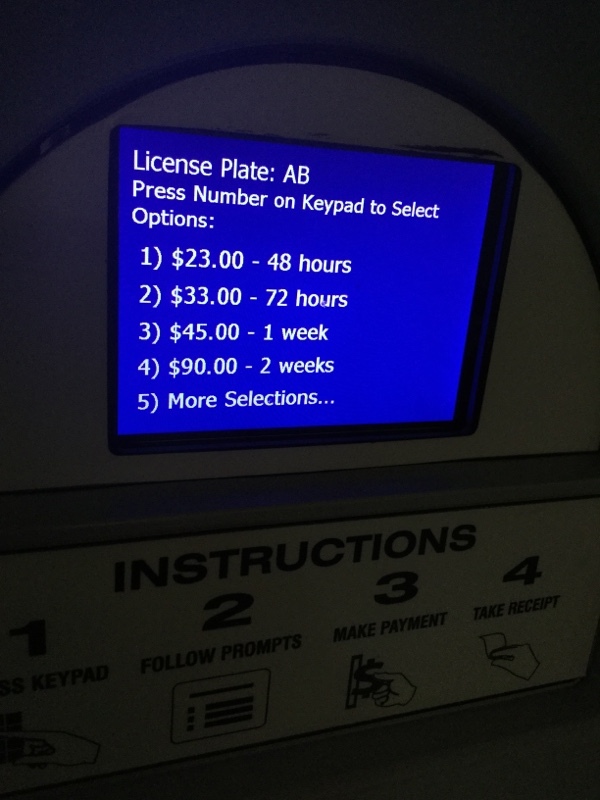 License Plate: AB
Press Number on Keypad to Select
Options:
1) $23.00 - 48 hours
2) $33.00 - 72 hours
3) $45.00 - 1 week
4) $90.00 - 2 weeks
5) More Selections...
INSTRUCTIONS
1 2 3 4
SS KEYPAD FOLLOW PROMPTS MAKE PAYMENT TAKE RECEIPT